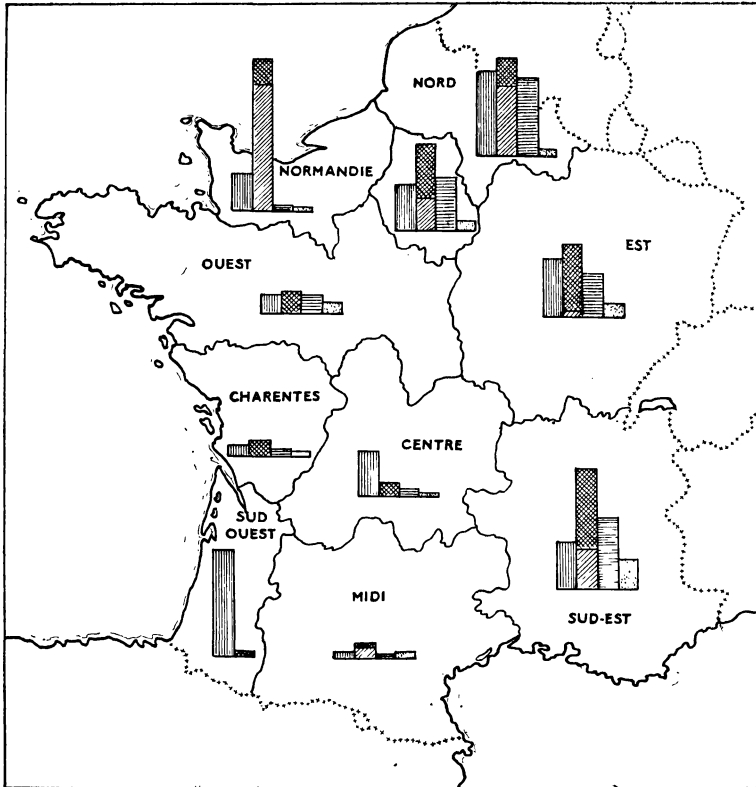 NORD
NORMANDIE
OUEST
EST
CHARENTES
CENTRE
SUD
OUEST
MIDI
SUD-EST